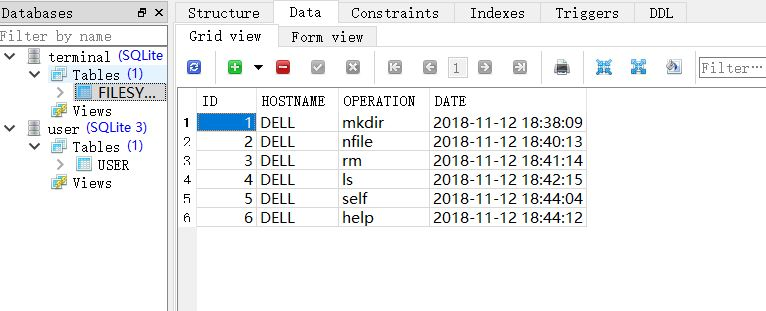 Databases
Filter by name
terminal (SQLite
Tables (1)
FILESY...
Views
user (SQLite 3)
Tables (1)
USER
Views
Structure Data Constraints Indexes Triggers DDL
Grid view Form view
1
Filter...
ID HOSTNAME OPERATION DATE
1 1 DELL mkdir 2018-11-12 18:38:09
2 2 DELL nfile 2018-11-12 18:40:13
3 3 DELL rm 2018-11-12 18:41:14
4 4 DELL ls 2018-11-12 18:42:15
5 5 DELL self 2018-11-12 18:44:04
6 6 DELL help 2018-11-12 18:44:12